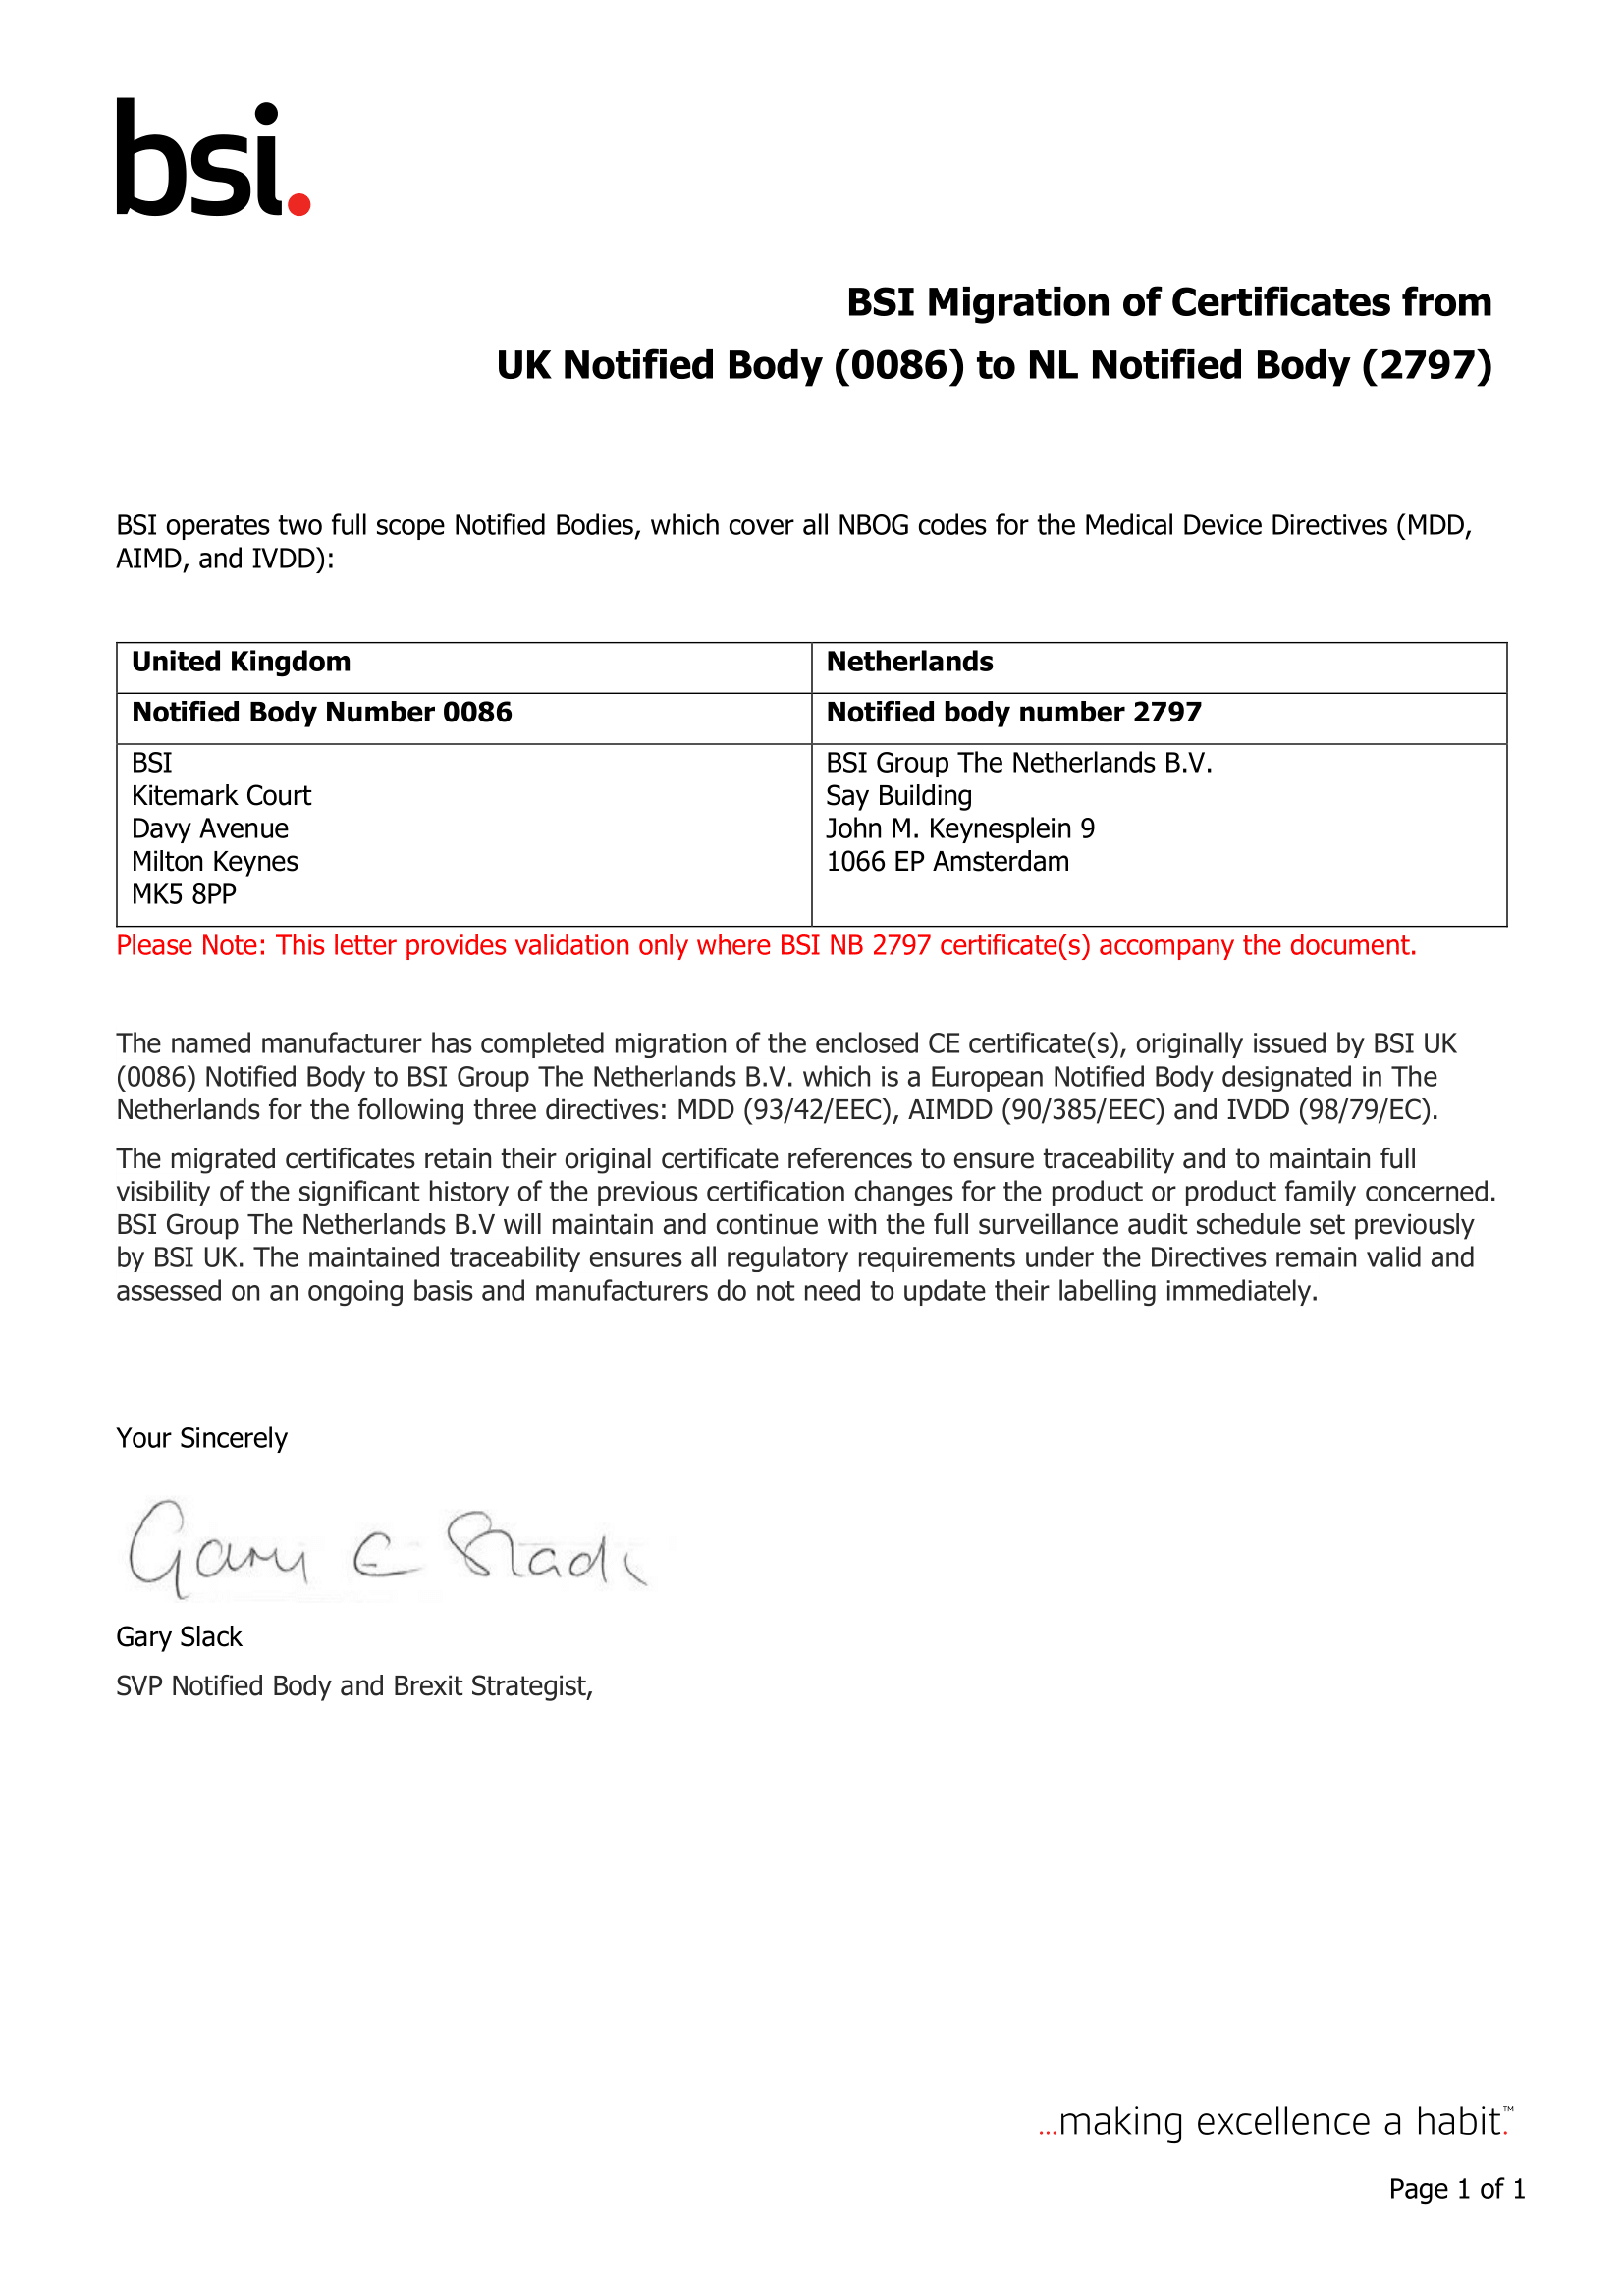 bsi.
BSI Migration of Certificates from
UK Notified Body (0086) to NL Notified Body (2797)
BSI operates two full scope Notified Bodies, which cover all NBOG codes for the Medical Device Directives (MDD,
AIMD, and IVDD):
United Kingdom
Netherlands
Notified Body Number 0086
Notified body number 2797
BSI
Kitemark Court
Davy Avenue
Milton Keynes
MK5 8PP
BSI Group The Netherlands B.V.
Say Building
John M. Keynesplein 9
1066 EP Amsterdam
Please Note: This letter provides validation only where BSI NB 2797 certificate(s) accompany the document.
The named manufacturer has completed migration of the enclosed CE certificate(s), originally issued by BSI UK
(0086) Notified Body to BSI Group The Netherlands B.V. which is a European Notified Body designated in The
Netherlands for the following three directives: MDD (93/42/EEC), AIMDD (90/385/EEC) and IVDD (98/79/EC).
The migrated certificates retain their original certificate references to ensure traceability and to maintain full
visibility of the significant history of the previous certification changes for the product or product family concerned.
BSI Group The Netherlands B.V will maintain and continue with the full surveillance audit schedule set previously
by BSI UK. The maintained traceability ensures all regulatory requirements under the Directives remain valid and
assessed on an ongoing basis and manufacturers do not need to update their labelling immediately.
Your Sincerely
Gary E Slack
Gary Slack
SVP Notified Body and Brexit Strategist,
...making excellence a habit.™
Page 1 of 1